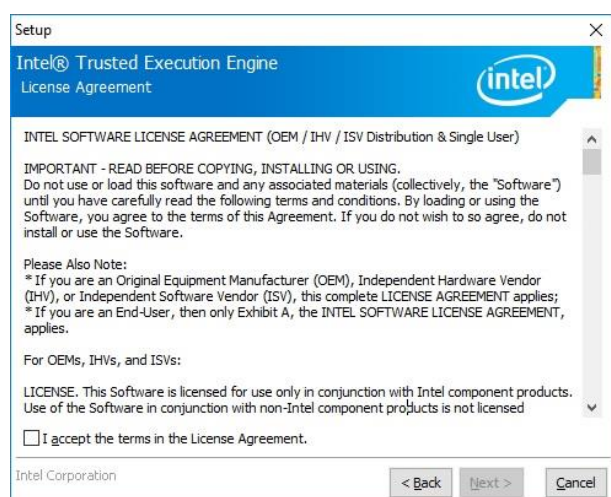 Setup
Intel® Trusted Execution Engine
License Agreement
intel
INTEL SOFTWARE LICENSE AGREEMENT (OEM / IHV / ISV Distribution & Single User)
IMPORTANT - READ BEFORE COPYING, INSTALLING OR USING.
Do not use or load this software and any associated materials (collectively, the "Software")
until you have carefully read the following terms and conditions. By loading or using the
Software, you agree to the terms of this Agreement. If you do not wish to so agree, do not
install or use the Software.
Please Also Note:
* If you are an Original Equipment Manufacturer (OEM), Independent Hardware Vendor
(IHV), or Independent Software Vendor (ISV), this complete LICENSE AGREEMENT applies;
* If you are an End-User, then only Exhibit A, the INTEL SOFTWARE LICENSE AGREEMENT,
applies.
For OEMs, IHVs, and ISVs:
LICENSE. This Software is licensed for use only in conjunction with Intel component products.
Use of the Software in conjunction with non-Intel component products is not licensed
I accept the terms in the License Agreement.
Intel Corporation
< Back
Next >
Cancel